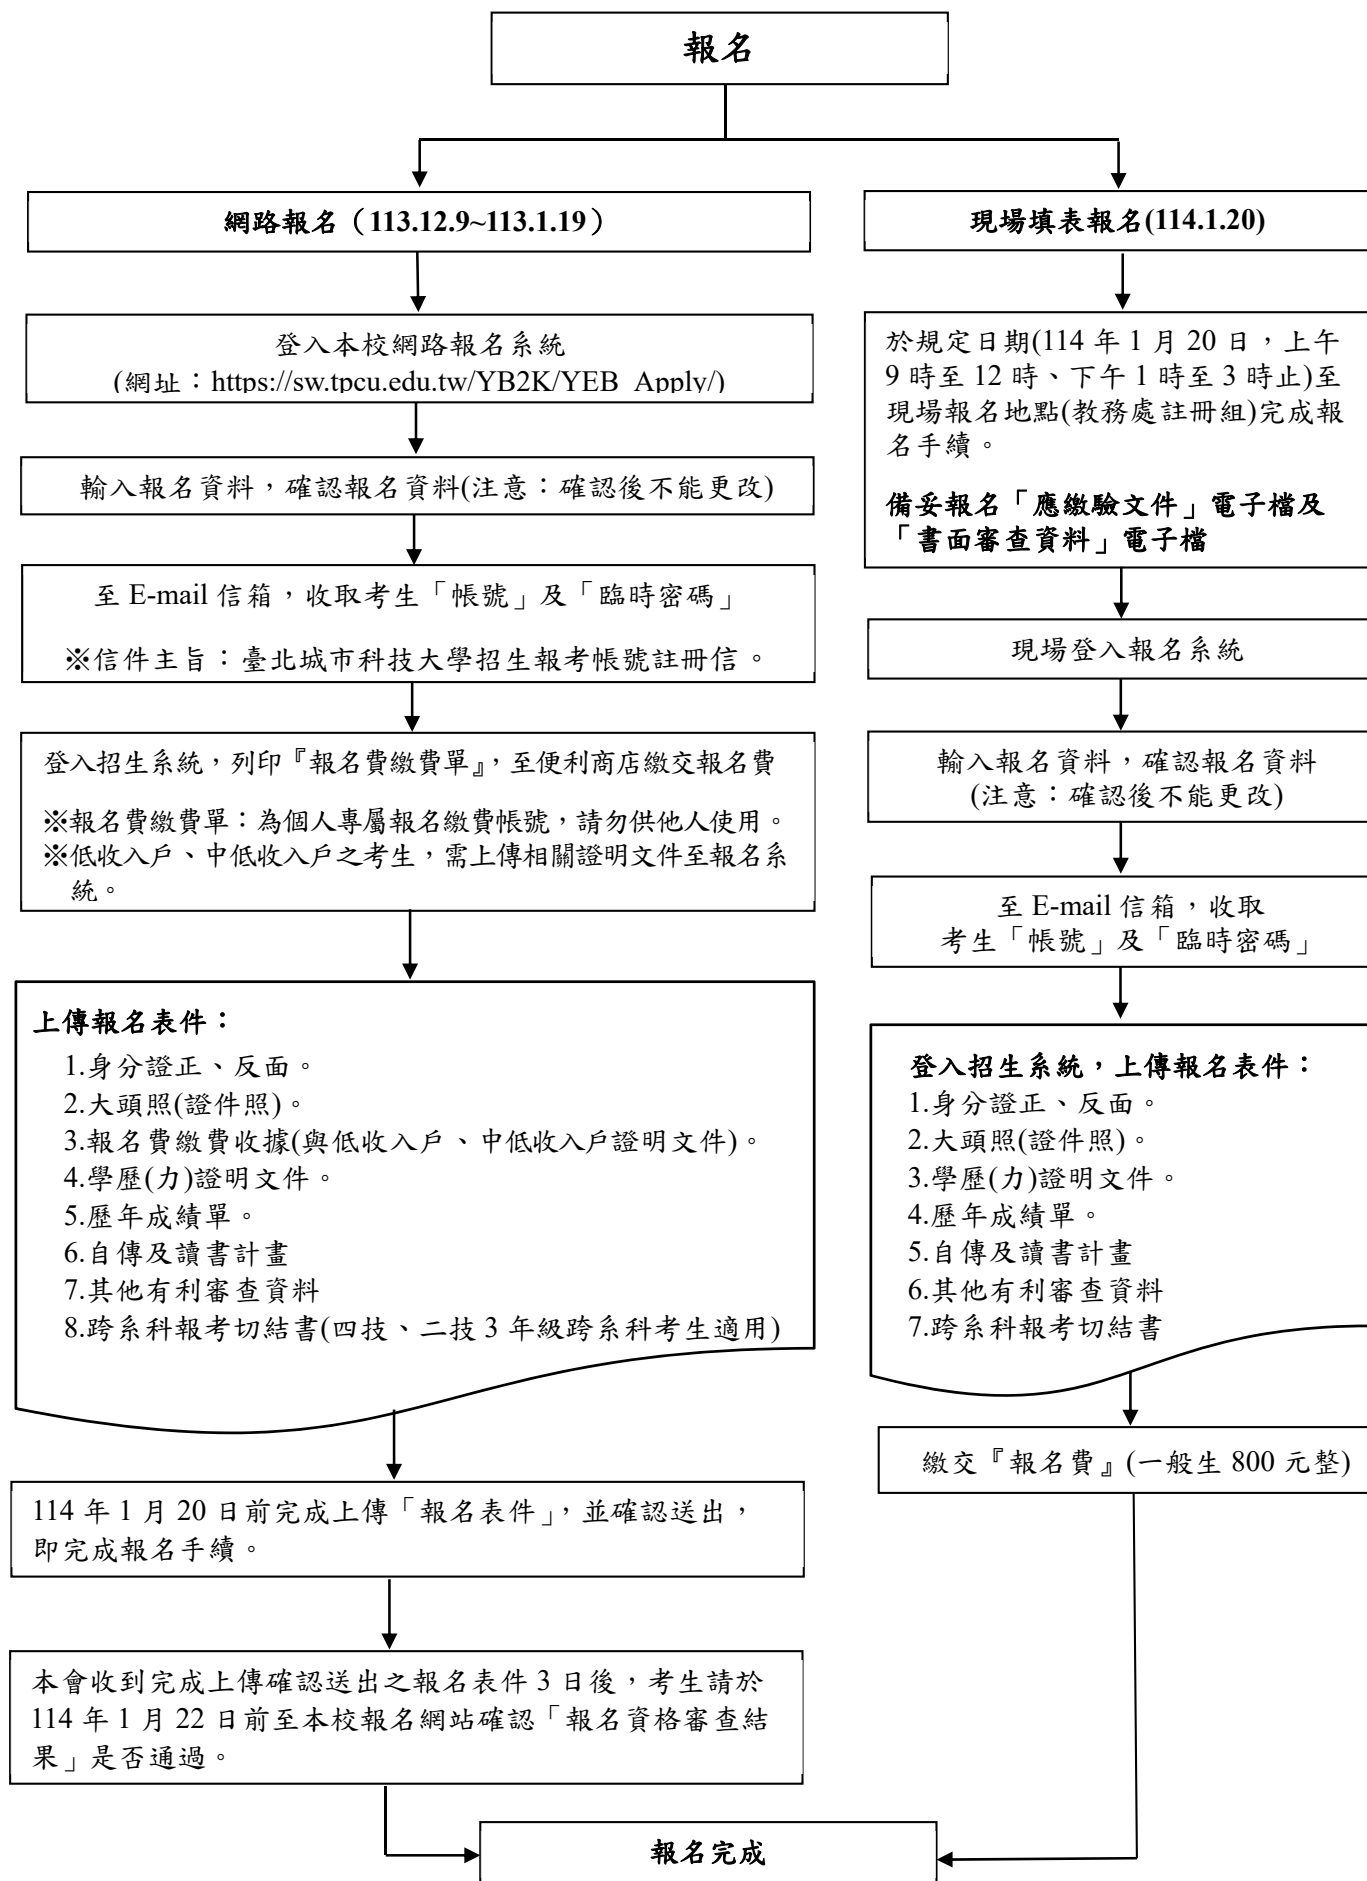 報名
網路報名（113.12.9~113.1.19）
登入本校網路報名系統
(網址：https://sw.tpcu.edu.tw/YB2K/YEB_Apply/)
輸入報名資料，確認報名資料(注意：確認後不能更改)
至 E-mail 信箱，收取考生「帳號」及「臨時密碼」
※信件主旨：臺北城市科技大學招生報考帳號註冊信。
登入招生系統，列印『報名費繳費單』，至便利商店繳交報名費
※報名費繳費單：為個人專屬報名繳費帳號，請勿供他人使用。
※低收入戶、中低收入戶之考生，需上傳相關證明文件至報名系
統。
上傳報名表件：
1.身分證正、反面。
2.大頭照(證件照)。
3.報名費繳費收據(與低收入戶、中低收入戶證明文件)。
4.學歷(力)證明文件。
5.歷年成績單。
6.自傳及讀書計畫
7.其他有利審查資料
8.跨系科報考切結書(四技、二技 3 年級跨系科考生適用)
114 年 1 月 20 日前完成上傳「報名表件」，並確認送出，
即完成報名手續。
本會收到完成上傳確認送出之報名表件 3 日後，考生請於
114 年 1 月 22 日前至本校報名網站確認「報名資格審查結
果」是否通過。
現場填表報名(114.1.20)
於規定日期(114 年 1 月 20 日，上午
9 時至 12 時、下午 1 時至 3 時止)至
現場報名地點(教務處註冊組)完成報
名手續。
備妥報名「應繳驗文件」電子檔及
「書面審查資料」電子檔
現場登入報名系統
輸入報名資料，確認報名資料
(注意：確認後不能更改)
至 E-mail 信箱，收取
考生「帳號」及「臨時密碼」
登入招生系統，上傳報名表件：
1.身分證正、反面。
2.大頭照(證件照)。
3.學歷(力)證明文件。
4.歷年成績單。
5.自傳及讀書計畫
6.其他有利審查資料
7.跨系科報考切結書
繳交『報名費』(一般生 800 元整)
報名完成